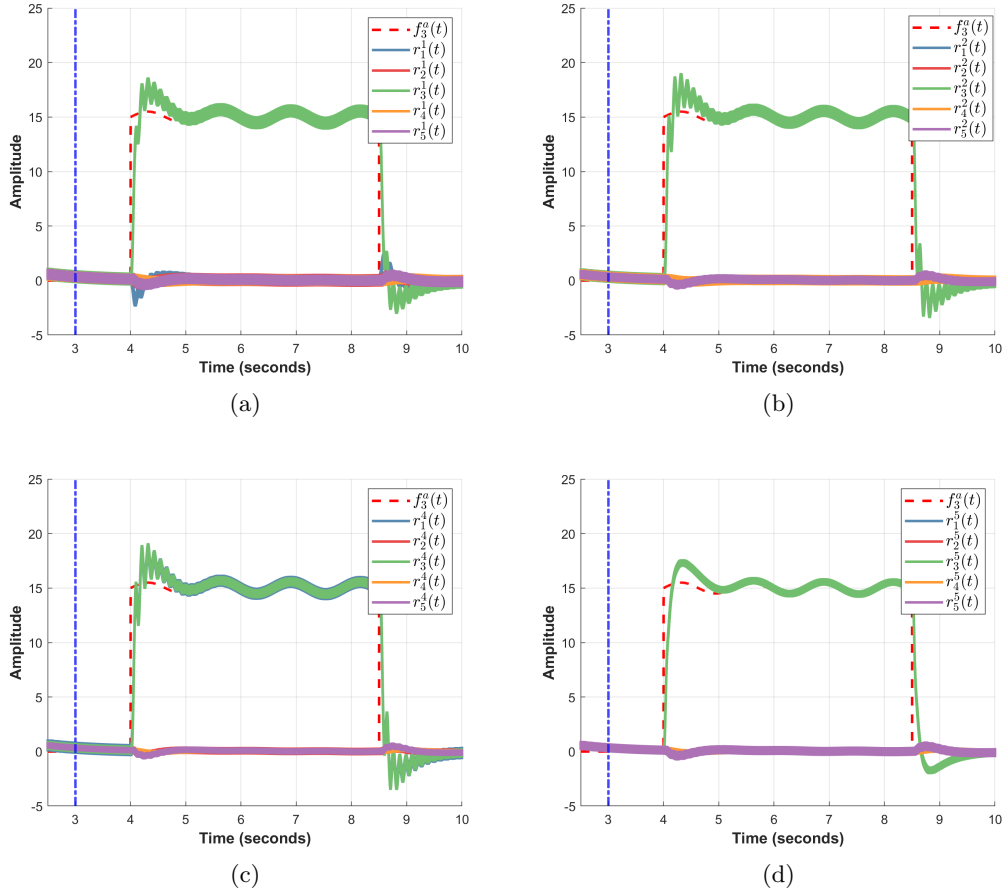 25
20
15
10
5
0
-5
Amplitude
3 4 5 6 7 8 9 10
Time (seconds)
f_3^a(t)
r_1^1(t)
r_2^1(t)
r_3^1(t)
r_4^1(t)
r_5^1(t)
(a)
25
20
15
10
5
0
-5
Amplitude
3 4 5 6 7 8 9 10
Time (seconds)
f_3^a(t)
r_1^2(t)
r_2^2(t)
r_3^2(t)
r_4^2(t)
r_5^2(t)
(b)
25
20
15
10
5
0
-5
Amplitude
3 4 5 6 7 8 9 10
Time (seconds)
f_3^a(t)
r_1^4(t)
r_2^4(t)
r_3^4(t)
r_4^4(t)
r_5^4(t)
(c)
25
20
15
10
5
0
-5
Amplitude
3 4 5 6 7 8 9 10
Time (seconds)
f_3^a(t)
r_1^5(t)
r_2^5(t)
r_3^5(t)
r_4^5(t)
r_5^5(t)
(d)